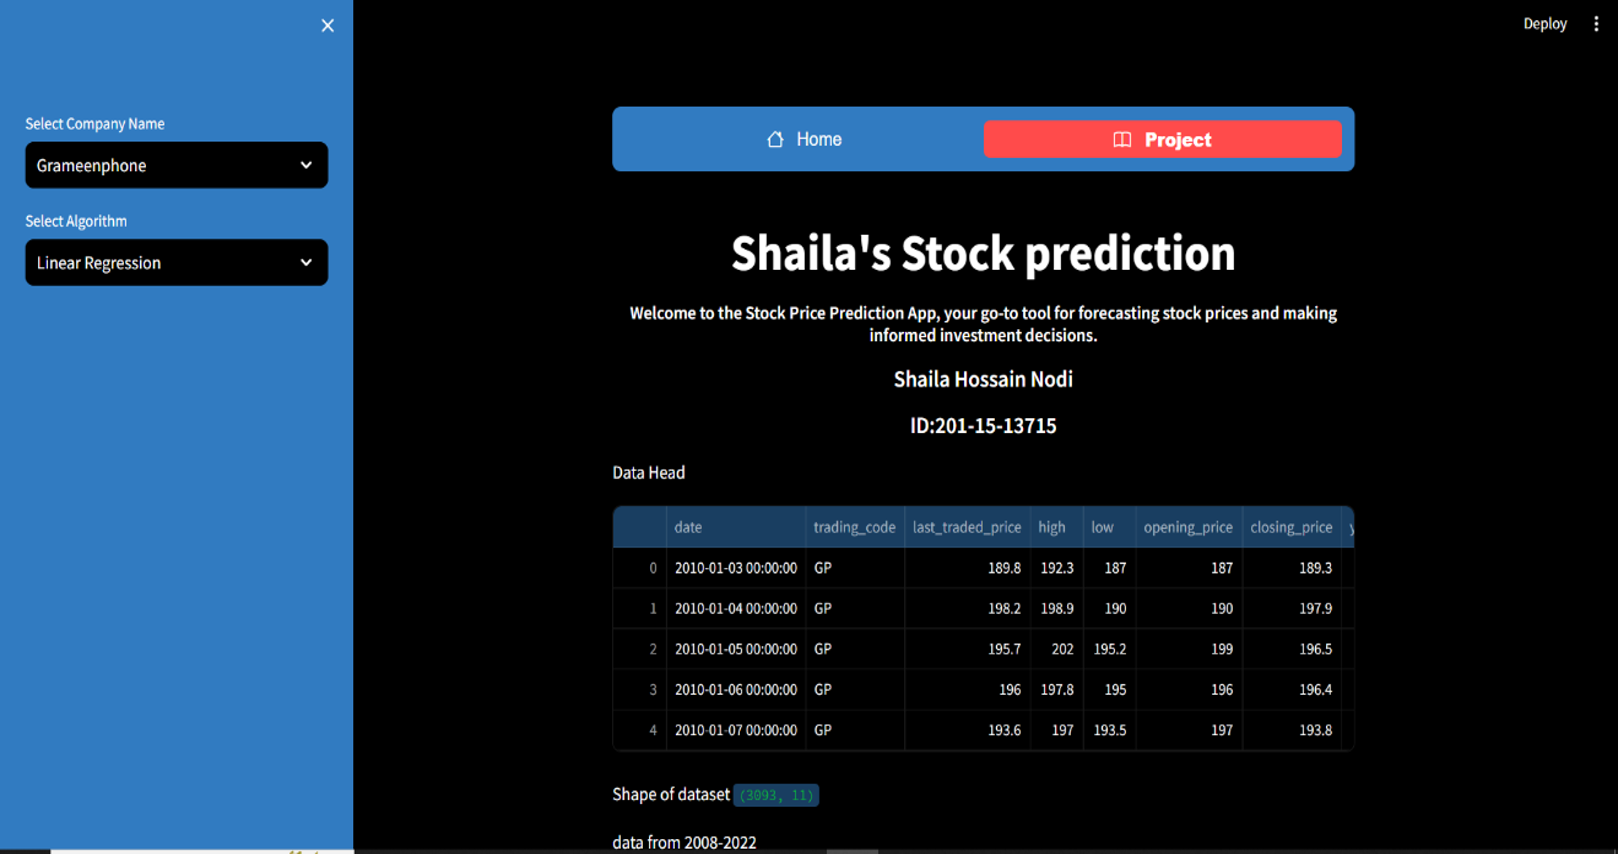 Deploy
Select Company Name
Grameenphone
Select Algorithm
Linear Regression
Home
Project
Shaila's Stock prediction
Welcome to the Stock Price Prediction App, your go-to tool for forecasting stock prices and making
informed investment decisions.
Shaila Hossain Nodi
ID:201-15-13715
Data Head
date trading_code last_traded_price high low opening_price closing_price
0 2010-01-03 00:00:00 GP 189.8 192.3 187 187 189.3
1 2010-01-04 00:00:00 GP 198.2 198.9 190 190 197.9
2 2010-01-05 00:00:00 GP 195.7 202 195.2 199 196.5
3 2010-01-06 00:00:00 GP 196 197.8 195 196 196.4
4 2010-01-07 00:00:00 GP 193.6 197 193.5 197 193.8
Shape of dataset (3093, 11)
data from 2008-2022